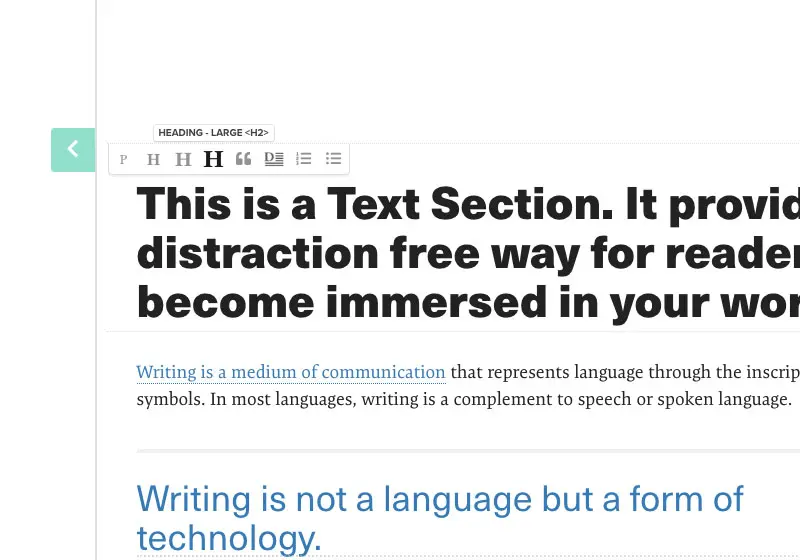 HEADING - LARGE <H2>
P H H H D
This is a Text Section. It provid
distraction free way for reader
become immersed in your wor
Writing is a medium of communication that represents language through the inscrip
symbols. In most languages, writing is a complement to speech or spoken language.
Writing is not a language but a form of
technology.